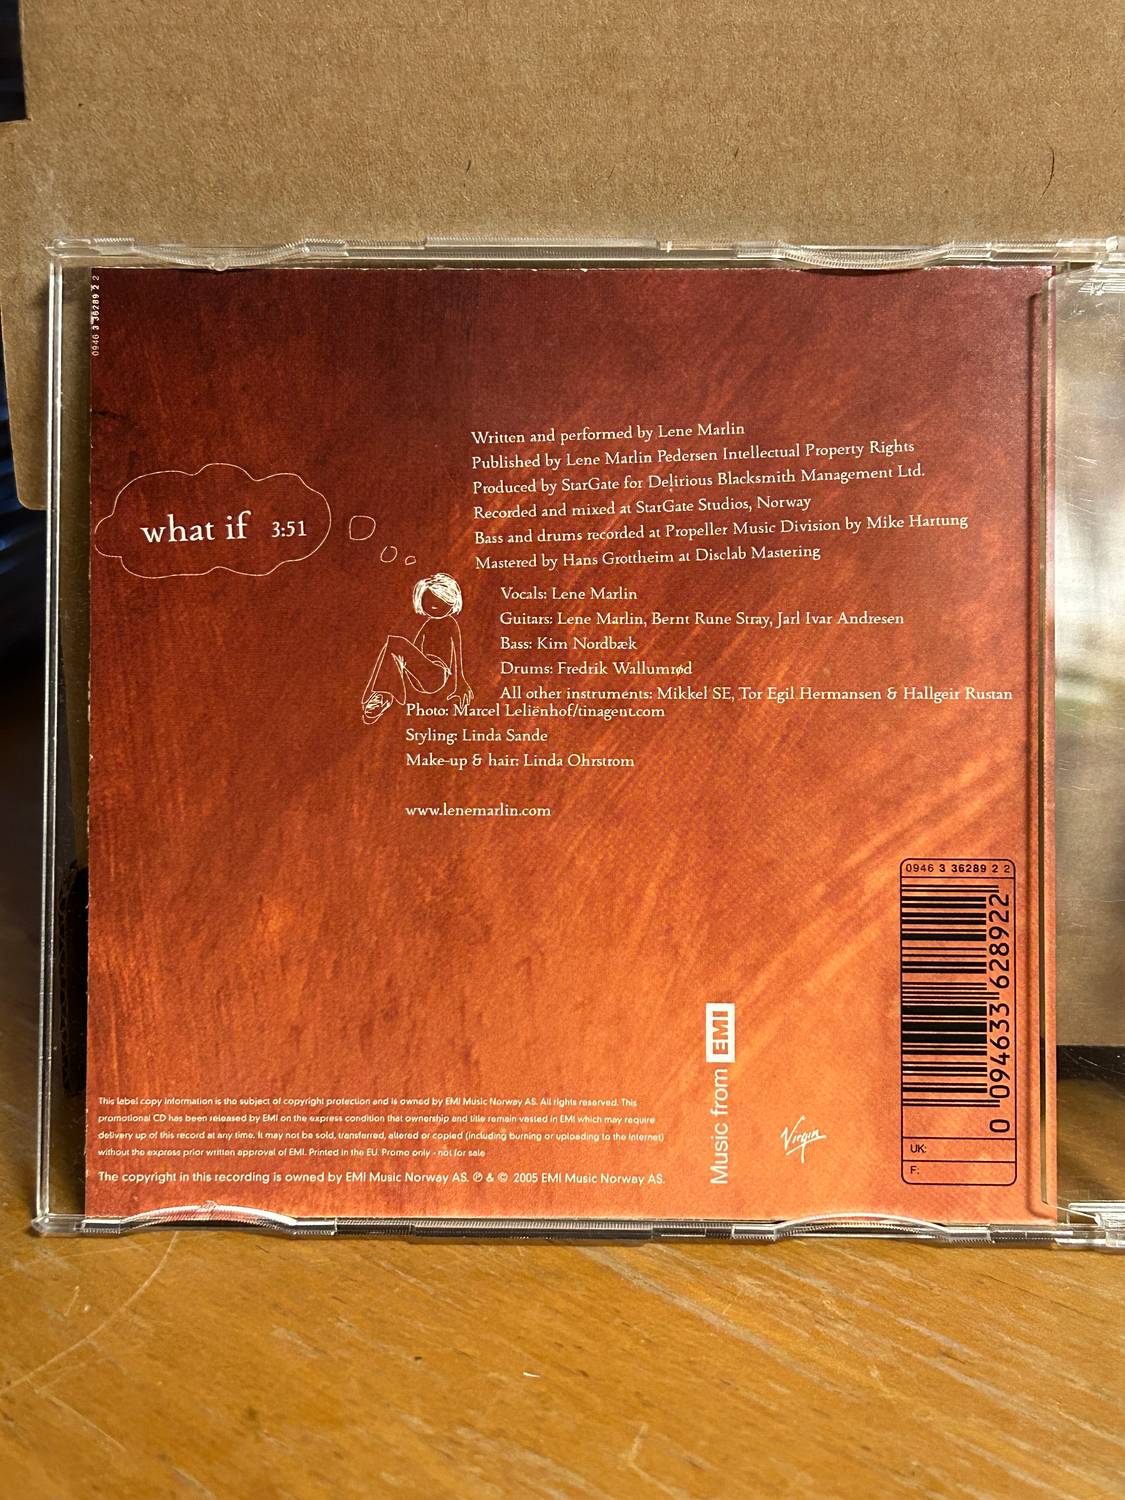 0946 3 36289 2 2
what if 3:51
Written and performed by Lene Marlin
Published by Lene Marlin Pedersen Intellectual Property Rights
Produced by StarGate for Delirious Blacksmith Management Ltd.
Recorded and mixed at StarGate Studios, Norway
Bass and drums recorded at Propeller Music Division by Mike Hartung
Mastered by Hans Grottheim at Disclab Mastering
Vocals: Lene Marlin
Guitars: Lene Marlin, Bernt Rune Stray, Jarl Ivar Andresen
Bass: Kim Nordbæk
Drums: Fredrik Wallumrød
All other instruments: Mikkel SE, Tor Egil Hermansen & Hallgeir Rustan
Photo: Marcel Leliënhof/tinagent.com
Styling: Linda Sande
Make-up & hair: Linda Ohrstrom
www.lenemarlin.com
0946 3 36289 2 2
0 094633 628922
UK:
F:
Music from EMI
Virgin
This label copy information is the subject of copyright protection and is owned by EMI Music Norway AS. All rights reserved. This
promotional CD has been released by EMI on the express condition that ownership and title remain vested in EMI which may require
delivery up of this record at any time. It may not be sold, transferred, altered or copied (including burning or uploading to the Internet)
without the express prior written approval of EMI. Printed in the EU. Promo only - not for sale
The copyright in this recording is owned by EMI Music Norway AS. ℗ & © 2005 EMI Music Norway AS.